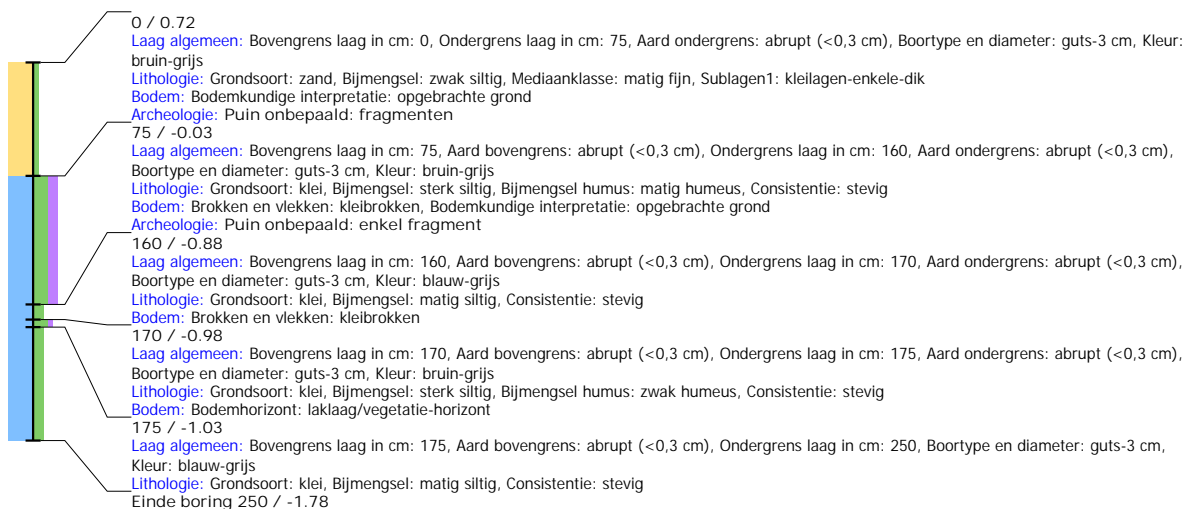 0 / 0.72
Laag algemeen: Bovengrens laag in cm: 0, Ondergrens laag in cm: 75, Aard ondergrens: abrupt (<0,3 cm), Boortype en diameter: guts-3 cm, Kleur:
bruin-grijs
Lithologie: Grondsoort: zand, Bijmengsel: zwak siltig, Mediaanklasse: matig fijn, Sublagen1: kleilagen-enkele-dik
Bodem: Bodemkundige interpretatie: opgebrachte grond
Archeologie: Puin onbepaald: fragmenten
75 / -0.03
Laag algemeen: Bovengrens laag in cm: 75, Aard bovengrens: abrupt (<0,3 cm), Ondergrens laag in cm: 160, Aard ondergrens: abrupt (<0,3 cm),
Boortype en diameter: guts-3 cm, Kleur: bruin-grijs
Lithologie: Grondsoort: klei, Bijmengsel: sterk siltig, Bijmengsel humus: matig humeus, Consistentie: stevig
Bodem: Brokken en vlekken: kleibrokken, Bodemkundige interpretatie: opgebrachte grond
Archeologie: Puin onbepaald: enkel fragment
160 / -0.88
Laag algemeen: Bovengrens laag in cm: 160, Aard bovengrens: abrupt (<0,3 cm), Ondergrens laag in cm: 170, Aard ondergrens: abrupt (<0,3 cm),
Boortype en diameter: guts-3 cm, Kleur: blauw-grijs
Lithologie: Grondsoort: klei, Bijmengsel: matig siltig, Consistentie: stevig
Bodem: Brokken en vlekken: kleibrokken
170 / -0.98
Laag algemeen: Bovengrens laag in cm: 170, Aard bovengrens: abrupt (<0,3 cm), Ondergrens laag in cm: 175, Aard ondergrens: abrupt (<0,3 cm),
Boortype en diameter: guts-3 cm, Kleur: bruin-grijs
Lithologie: Grondsoort: klei, Bijmengsel: sterk siltig, Bijmengsel humus: zwak humeus, Consistentie: stevig
Bodem: Bodemhorizont: laklaag/vegetatie-horizont
175 / -1.03
Laag algemeen: Bovengrens laag in cm: 175, Aard bovengrens: abrupt (<0,3 cm), Ondergrens laag in cm: 250, Boortype en diameter: guts-3 cm,
Kleur: blauw-grijs
Lithologie: Grondsoort: klei, Bijmengsel: matig siltig, Consistentie: stevig
Einde boring 250 / -1.78